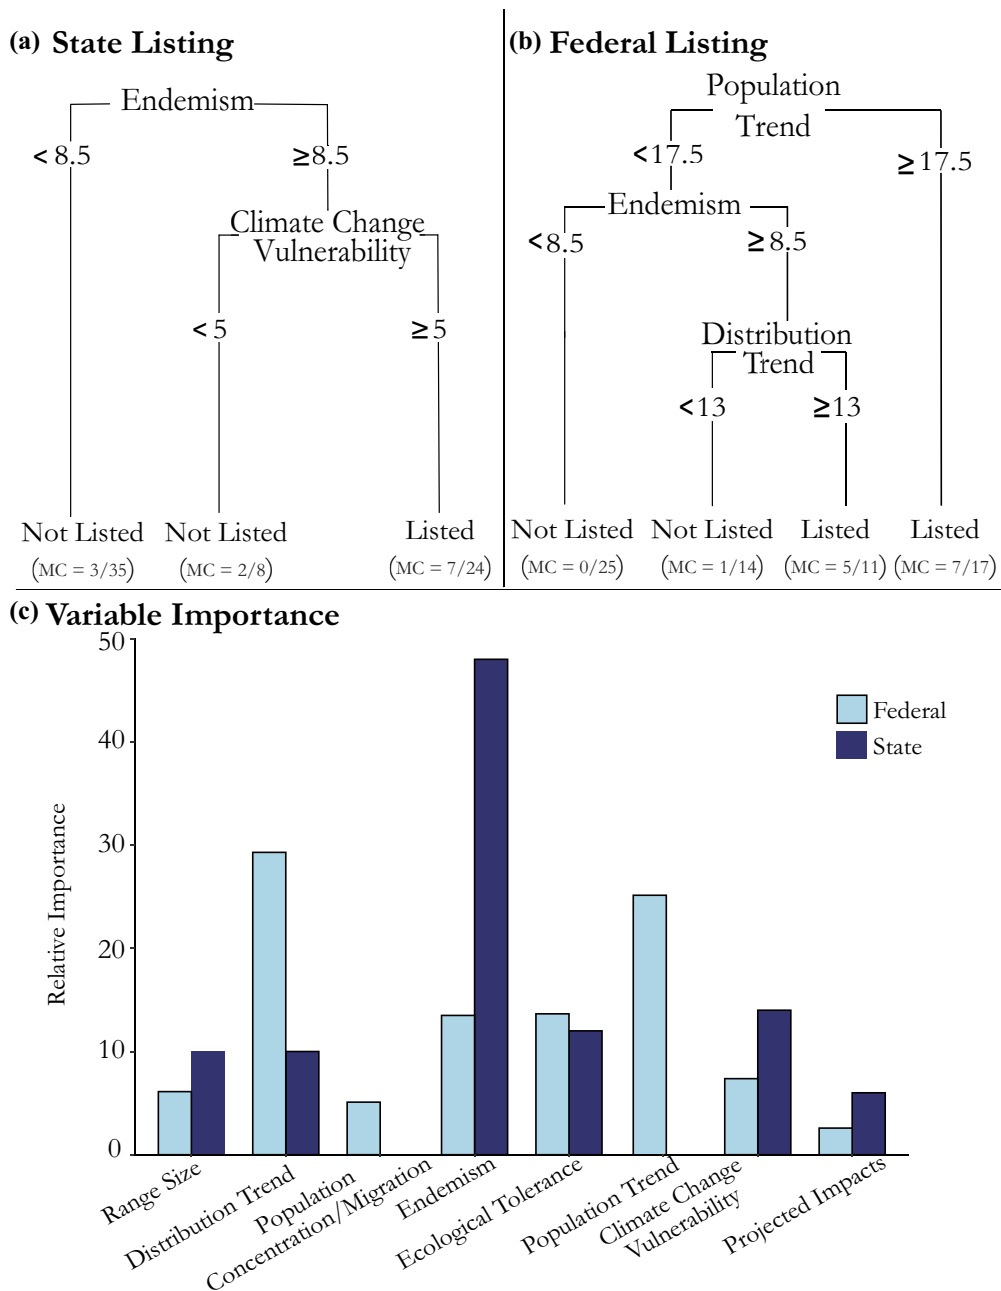 (a) State Listing
Endemism
< 8.5
≥8.5
Climate Change
Vulnerability
< 5
≥5
Not Listed
(MC = 3/35)
Not Listed
(MC = 2/8)
Listed
(MC = 7/24)
(b) Federal Listing
Population
Trend
<17.5
≥17.5
Endemism
<8.5
≥8.5
Distribution
Trend
<13
≥13
Not Listed
(MC = 0/25)
Not Listed
(MC = 1/14)
Listed
(MC = 5/11)
Listed
(MC = 7/17)
(c) Variable Importance
50
40
30
20
10
0
Relative Importance
Federal
State
Range Size
Distribution Trend
Population
Concentration/Migration
Endemism
Ecological Tolerance
Population Trend
Climate Change
Vulnerability
Projected Impacts